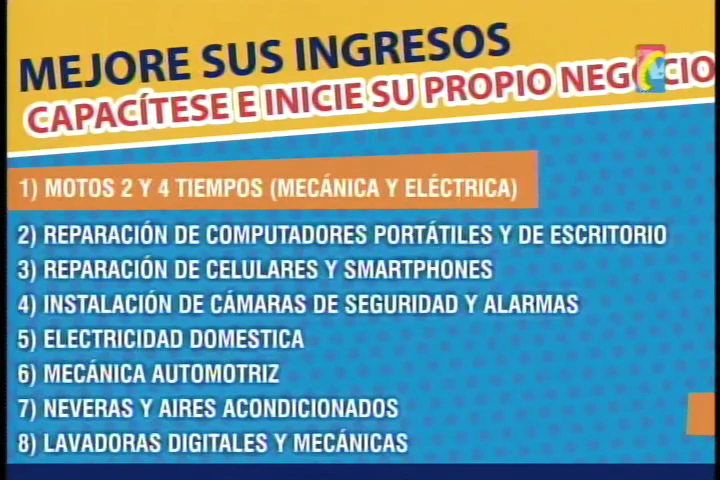 MEJORE SUS INGRESOS
CAPACÍTESE E INICIE SU PROPIO NEGOCIO
1) MOTOS 2 Y 4 TIEMPOS (MECÁNICA Y ELÉCTRICA)
2) REPARACIÓN DE COMPUTADORES PORTÁTILES Y DE ESCRITORIO
3) REPARACIÓN DE CELULARES Y SMARTPHONES
4) INSTALACIÓN DE CÁMARAS DE SEGURIDAD Y ALARMAS
5) ELECTRICIDAD DOMESTICA
6) MECÁNICA AUTOMOTRIZ
7) NEVERAS Y AIRES ACONDICIONADOS
8) LAVADORAS DIGITALES Y MECÁNICAS